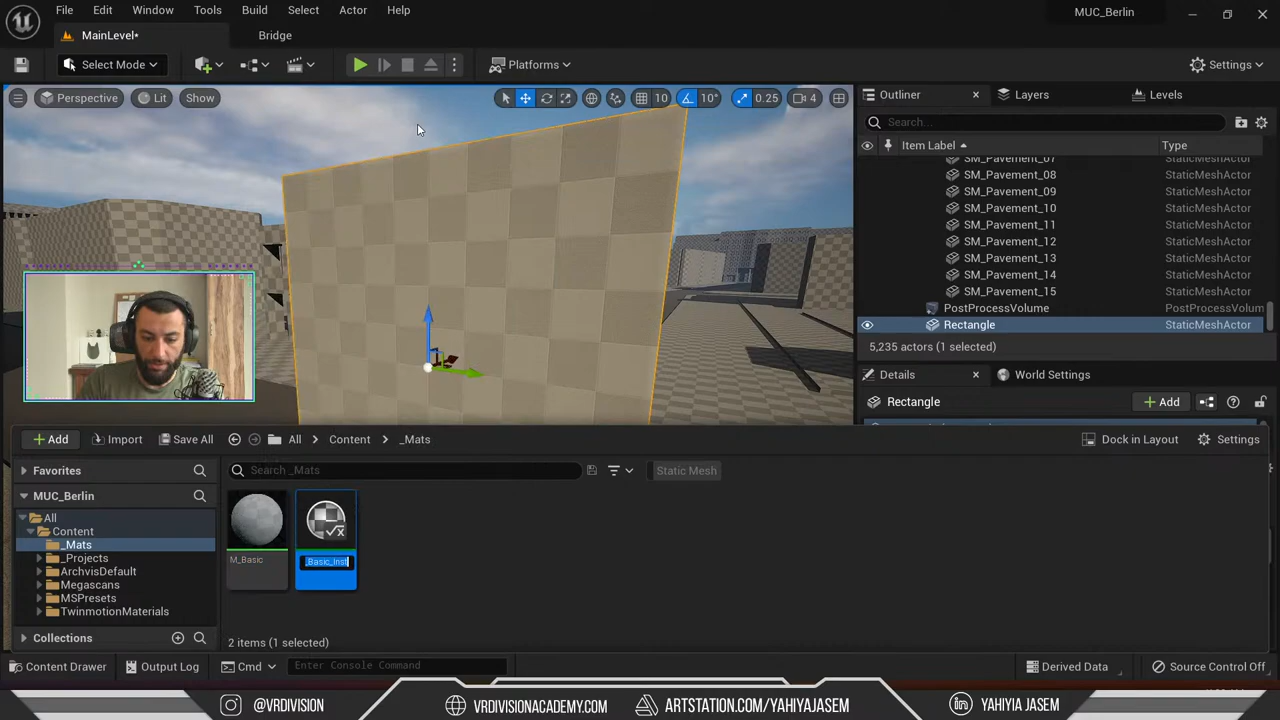 File Edit Window Tools Build Select Actor Help
MUC_Berlin
MainLevel*
Bridge
Select Mode
Platforms
Settings
Perspective
Lit
Show
10
10°
0.25
4
Outliner
Layers
Levels
Search...
Item Label
Type
SM_Pavement_07 StaticMeshActor
SM_Pavement_08 StaticMeshActor
SM_Pavement_09 StaticMeshActor
SM_Pavement_10 StaticMeshActor
SM_Pavement_11 StaticMeshActor
SM_Pavement_12 StaticMeshActor
SM_Pavement_13 StaticMeshActor
SM_Pavement_14 StaticMeshActor
SM_Pavement_15 StaticMeshActor
PostProcessVolume PostProcessVolum
Rectangle StaticMeshActor
5,235 actors (1 selected)
Details
World Settings
Rectangle
Add
Add
Import
Save All
All
Content
_Mats
Dock in Layout
Settings
Favorites
Search _Mats
Static Mesh
MUC_Berlin
All
Content
_Mats
_Projects
ArchvisDefault
Megascans
MSPresets
TwinmotionMaterials
M_Basic
_Basic_Inst
Collections
2 items (1 selected)
Content Drawer
Output Log
Cmd
Enter Console Command
Derived Data
Source Control Off
@VRDIVISION
VRDIVISIONACADEMY.COM
ARTSTATION.COM/YAHIYAJASEM
YAHIYIA JASEM